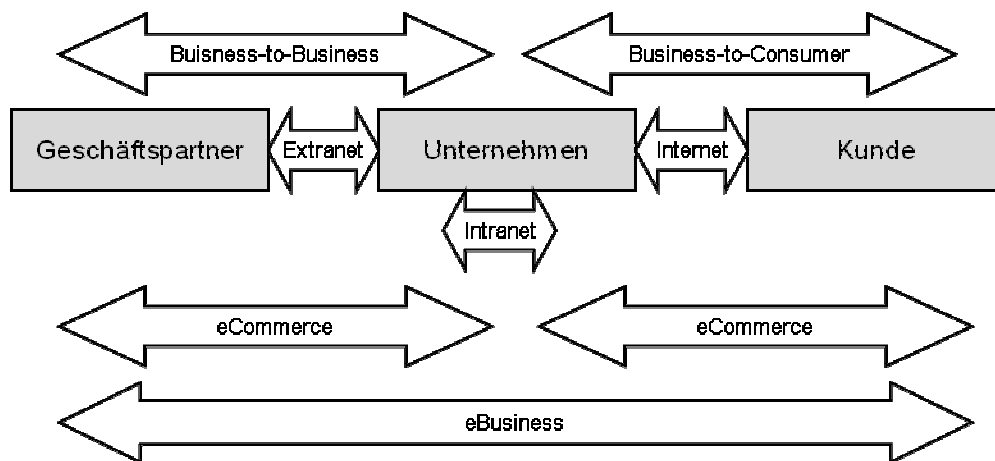 Buisness-to-Business
Business-to-Consumer
Geschäftspartner
Extranet
Unternehmen
Internet
Kunde
Intranet
eCommerce
eCommerce
eBusiness